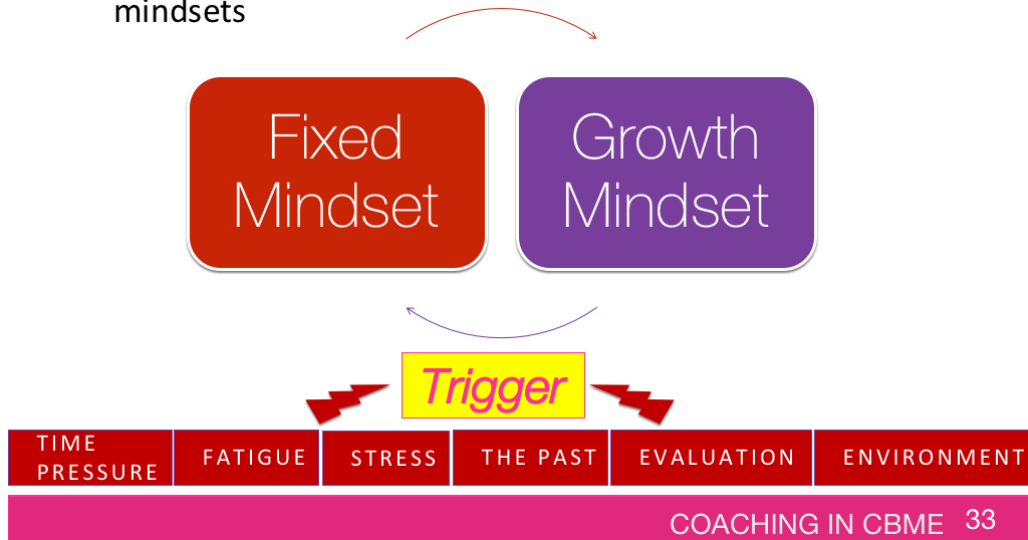 mindsets
Fixed
Mindset
Growth
Mindset
Trigger
TIME
PRESSURE
FATIGUE
STRESS
THE PAST
EVALUATION
ENVIRONMENT
COACHING IN CBME 33